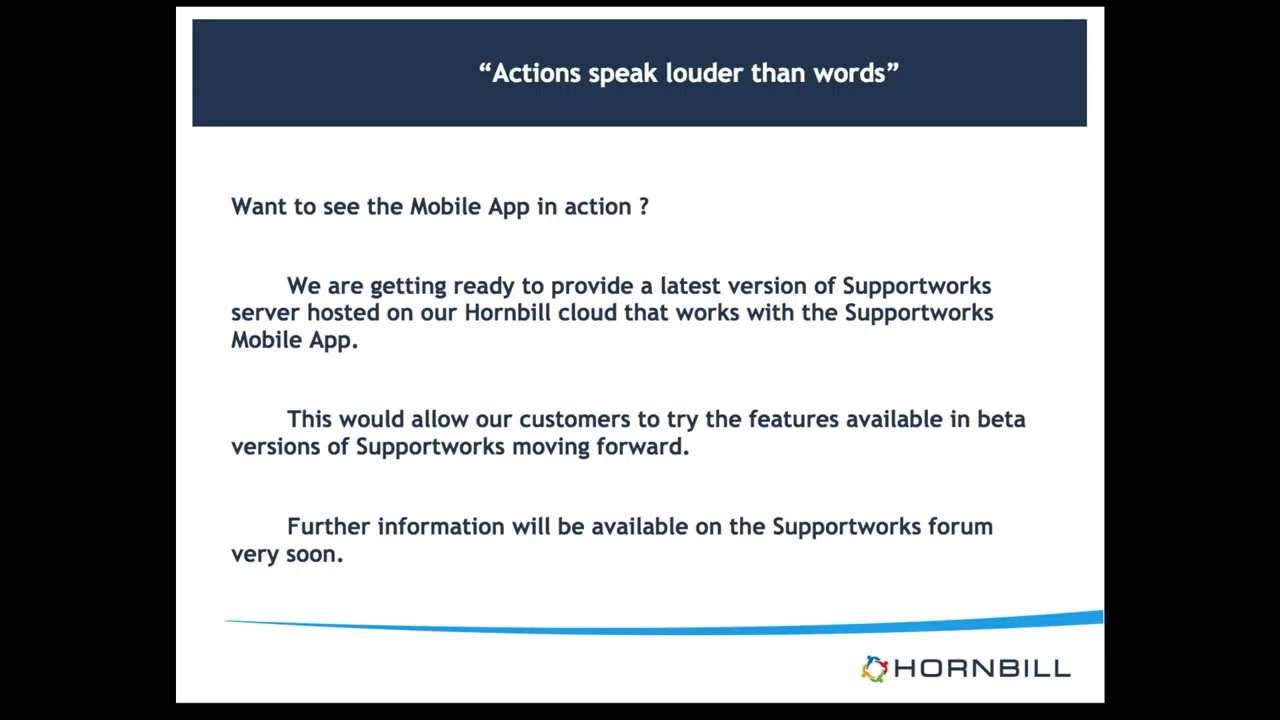 “Actions speak louder than words”
Want to see the Mobile App in action ?
We are getting ready to provide a latest version of Supportworks
server hosted on our Hornbill cloud that works with the Supportworks
Mobile App.
This would allow our customers to try the features available in beta
versions of Supportworks moving forward.
Further information will be available on the Supportworks forum
very soon.
HORNBILL